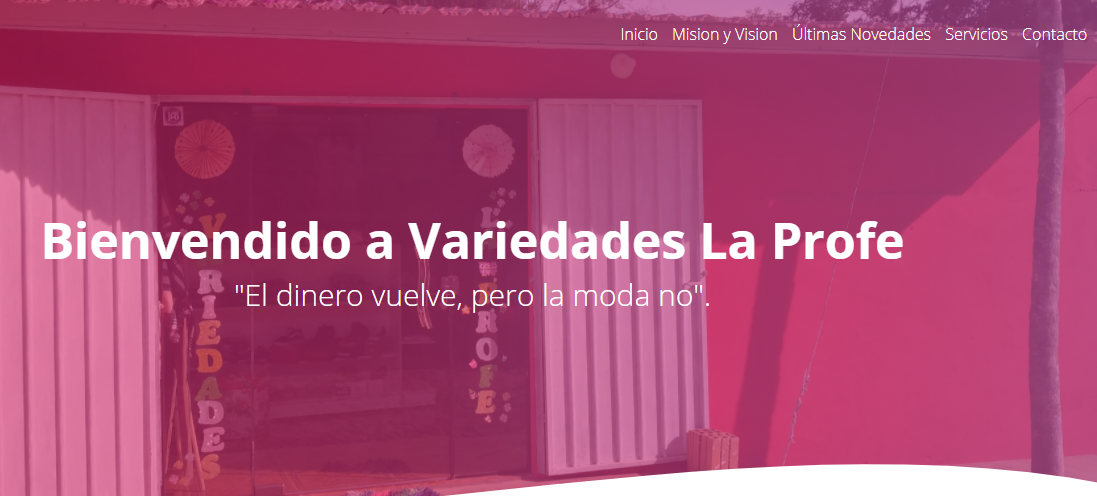 Inicio Mision y Vision Últimas Novedades Servicios Contacto
Bienvendido a Variedades La Profe
"El dinero vuelve, pero la moda no".
VARIEDADES
LA PROFE